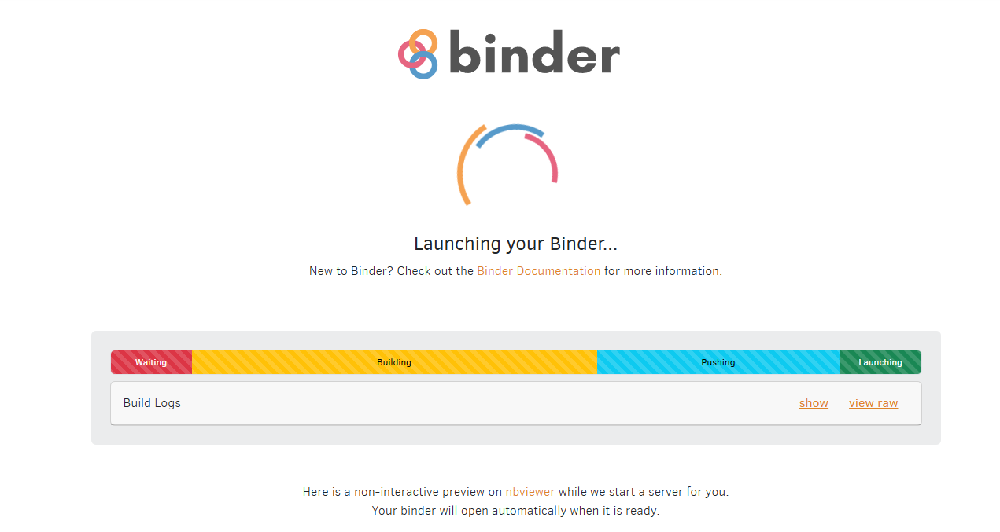 binder
Launching your Binder...
New to Binder? Check out the Binder Documentation for more information.
Waiting Building Pushing Launching
Build Logs show view raw
Here is a non-interactive preview on nbviewer while we start a server for you.
Your binder will open automatically when it is ready.